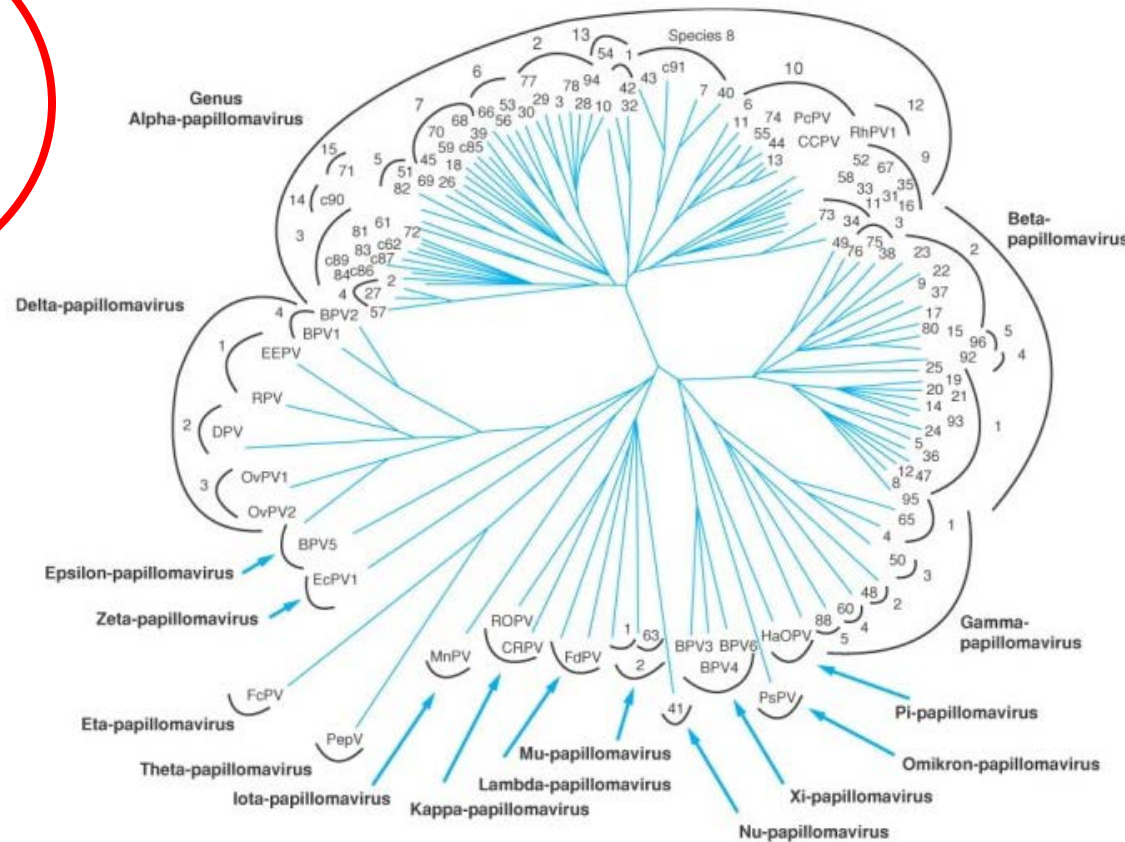 Genus
Alpha-papillomavirus
Species 8
13
2
54
1
6
77
78
94
42
43
c91
10
7
53
29
3
28
10
32
7
40
6
12
68
66
56
30
11
74
PcPV
RhPV1
70
39
55
44
CCPV
15
59
c85
13
52
67
9
71
5
51
45
18
58
33
35
82
69
26
31
11
16
14
c90
73
34
3
Beta-
papillomavirus
3
81
61
72
49
76
75
38
23
2
83
c62
c89
c87
22
84
c86
2
9
37
Delta-papillomavirus
4
27
57
17
4
BPV2
BPV1
80
15
5
1
EEPV
96
92
4
25
19
RPV
20
21
14
93
1
2
DPV
24
5
36
OvPV1
12
47
3
8
OvPV2
95
65
1
BPV5
4
Epsilon-papillomavirus
50
3
EcPV1
48
2
Zeta-papillomavirus
60
4
ROPV
1
63
88
5
Gamma-
papillomavirus
CRPV
BPV3
BPV6
HaOPV
MnPV
FdPV
2
BPV4
FcPV
41
PsPV
Pi-papillomavirus
Eta-papillomavirus
PepV
Mu-papillomavirus
Omikron-papillomavirus
Theta-papillomavirus
Lambda-papillomavirus
Iota-papillomavirus
Xi-papillomavirus
Kappa-papillomavirus
Nu-papillomavirus